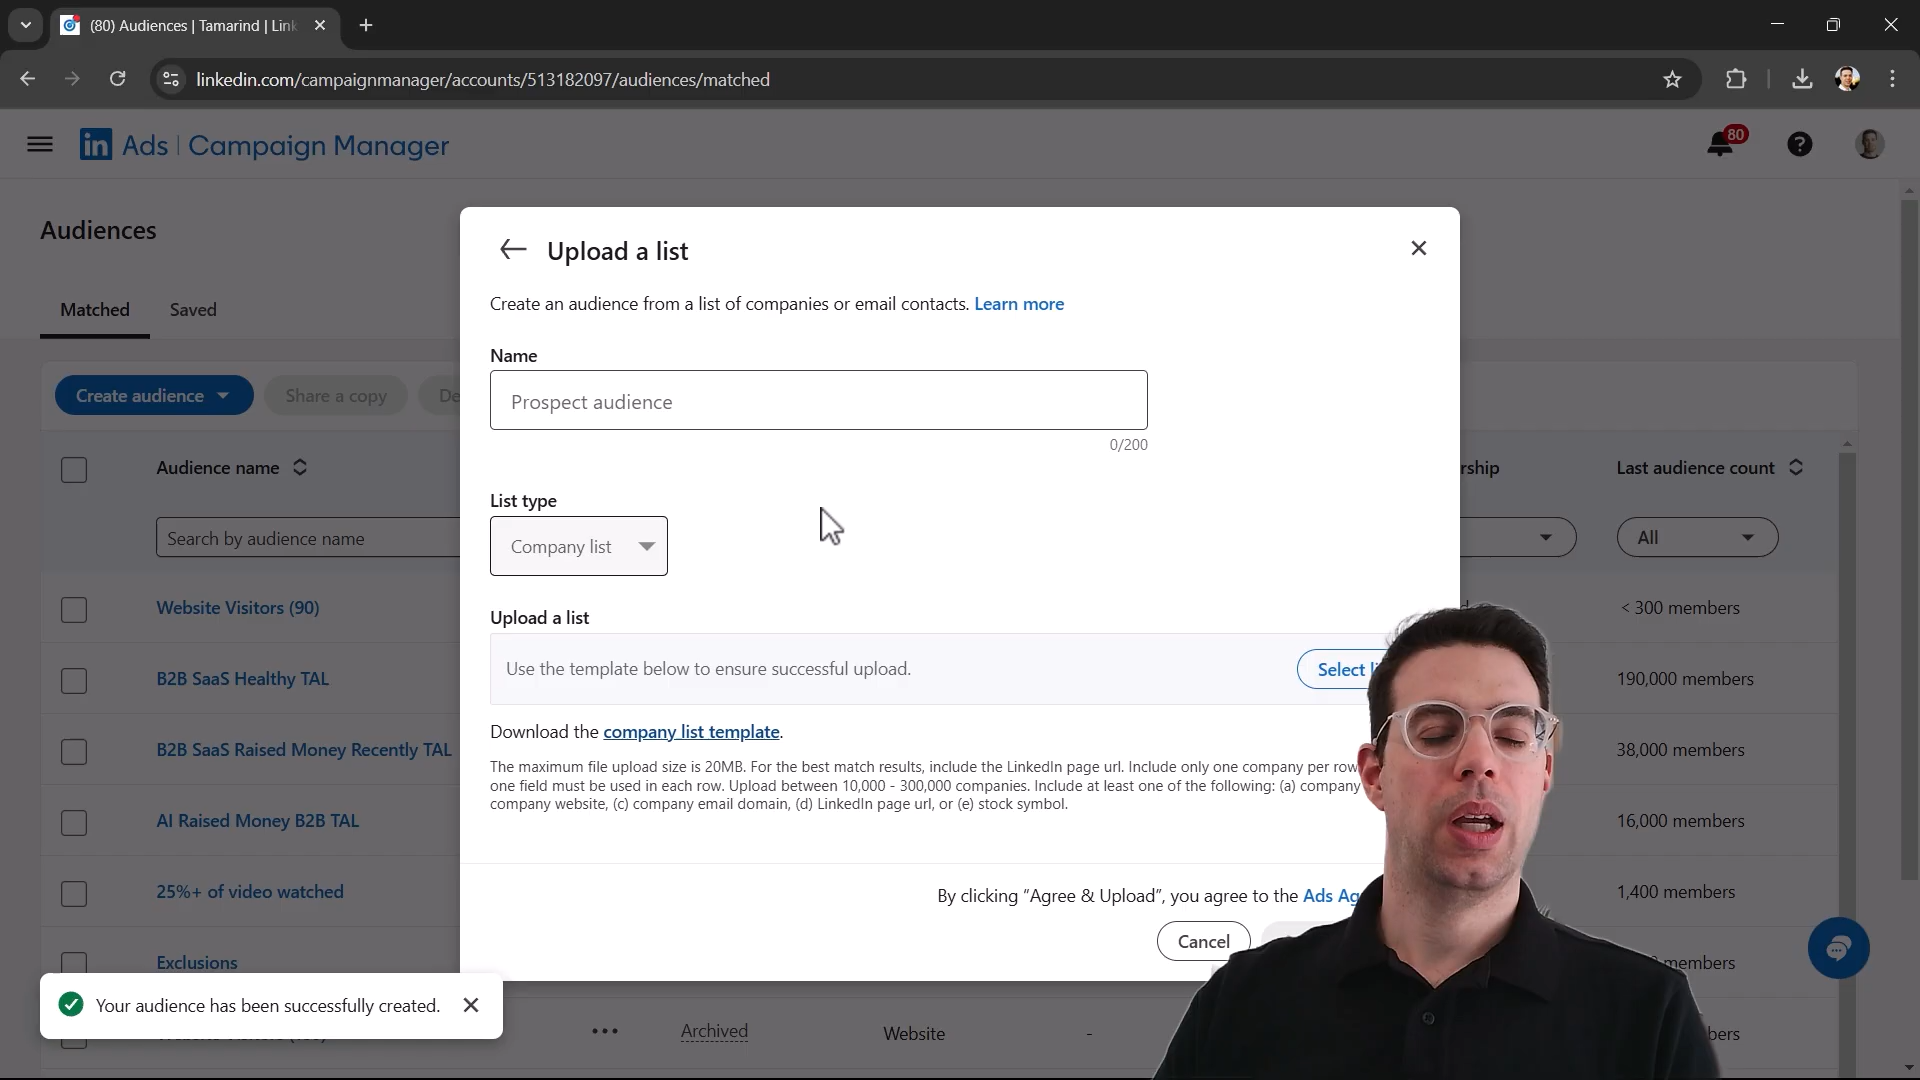 (80) Audiences | Tamarind | Link
linkedin.com/campaignmanager/accounts/513182097/audiences/matched
in Ads | Campaign Manager
80
Audiences
Matched
Saved
Create audience
Share a copy
De
Audience name
Search by audience name
rship
Last audience count
All
Website Visitors (90)
< 300 members
B2B SaaS Healthy TAL
190,000 members
B2B SaaS Raised Money Recently TAL
38,000 members
AI Raised Money B2B TAL
16,000 members
25%+ of video watched
1,400 members
Exclusions
members
Archived
Website
-
bers
Upload a list
Create an audience from a list of companies or email contacts. Learn more
Name
Prospect audience
0/200
List type
Company list
Upload a list
Use the template below to ensure successful upload.
Select li
Download the company list template.
The maximum file upload size is 20MB. For the best match results, include the LinkedIn page url. Include only one company per row
one field must be used in each row. Upload between 10,000 - 300,000 companies. Include at least one of the following: (a) company
company website, (c) company email domain, (d) LinkedIn page url, or (e) stock symbol.
By clicking “Agree & Upload”, you agree to the Ads Ag
Cancel
Your audience has been successfully created.